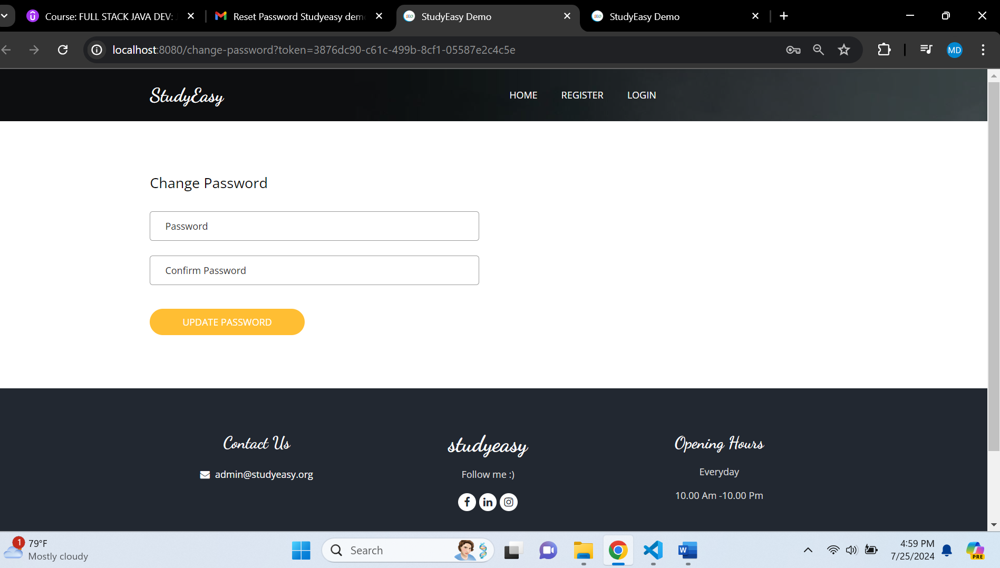 Course: FULL STACK JAVA DEV:
Reset Password Studyeasy dem
StudyEasy Demo
StudyEasy Demo
localhost:8080/change-password?token=3876dc90-c61c-499b-8cf1-05587e2c4c5e
MD
StudyEasy
HOME
REGISTER
LOGIN
Change Password
Password
Confirm Password
UPDATE PASSWORD
Contact Us
admin@studyeasy.org
studyeasy
Follow me :)
Opening Hours
Everyday
10.00 Am -10.00 Pm
1
79°F
Mostly cloudy
Search
4:59 PM
7/25/2024
PRE